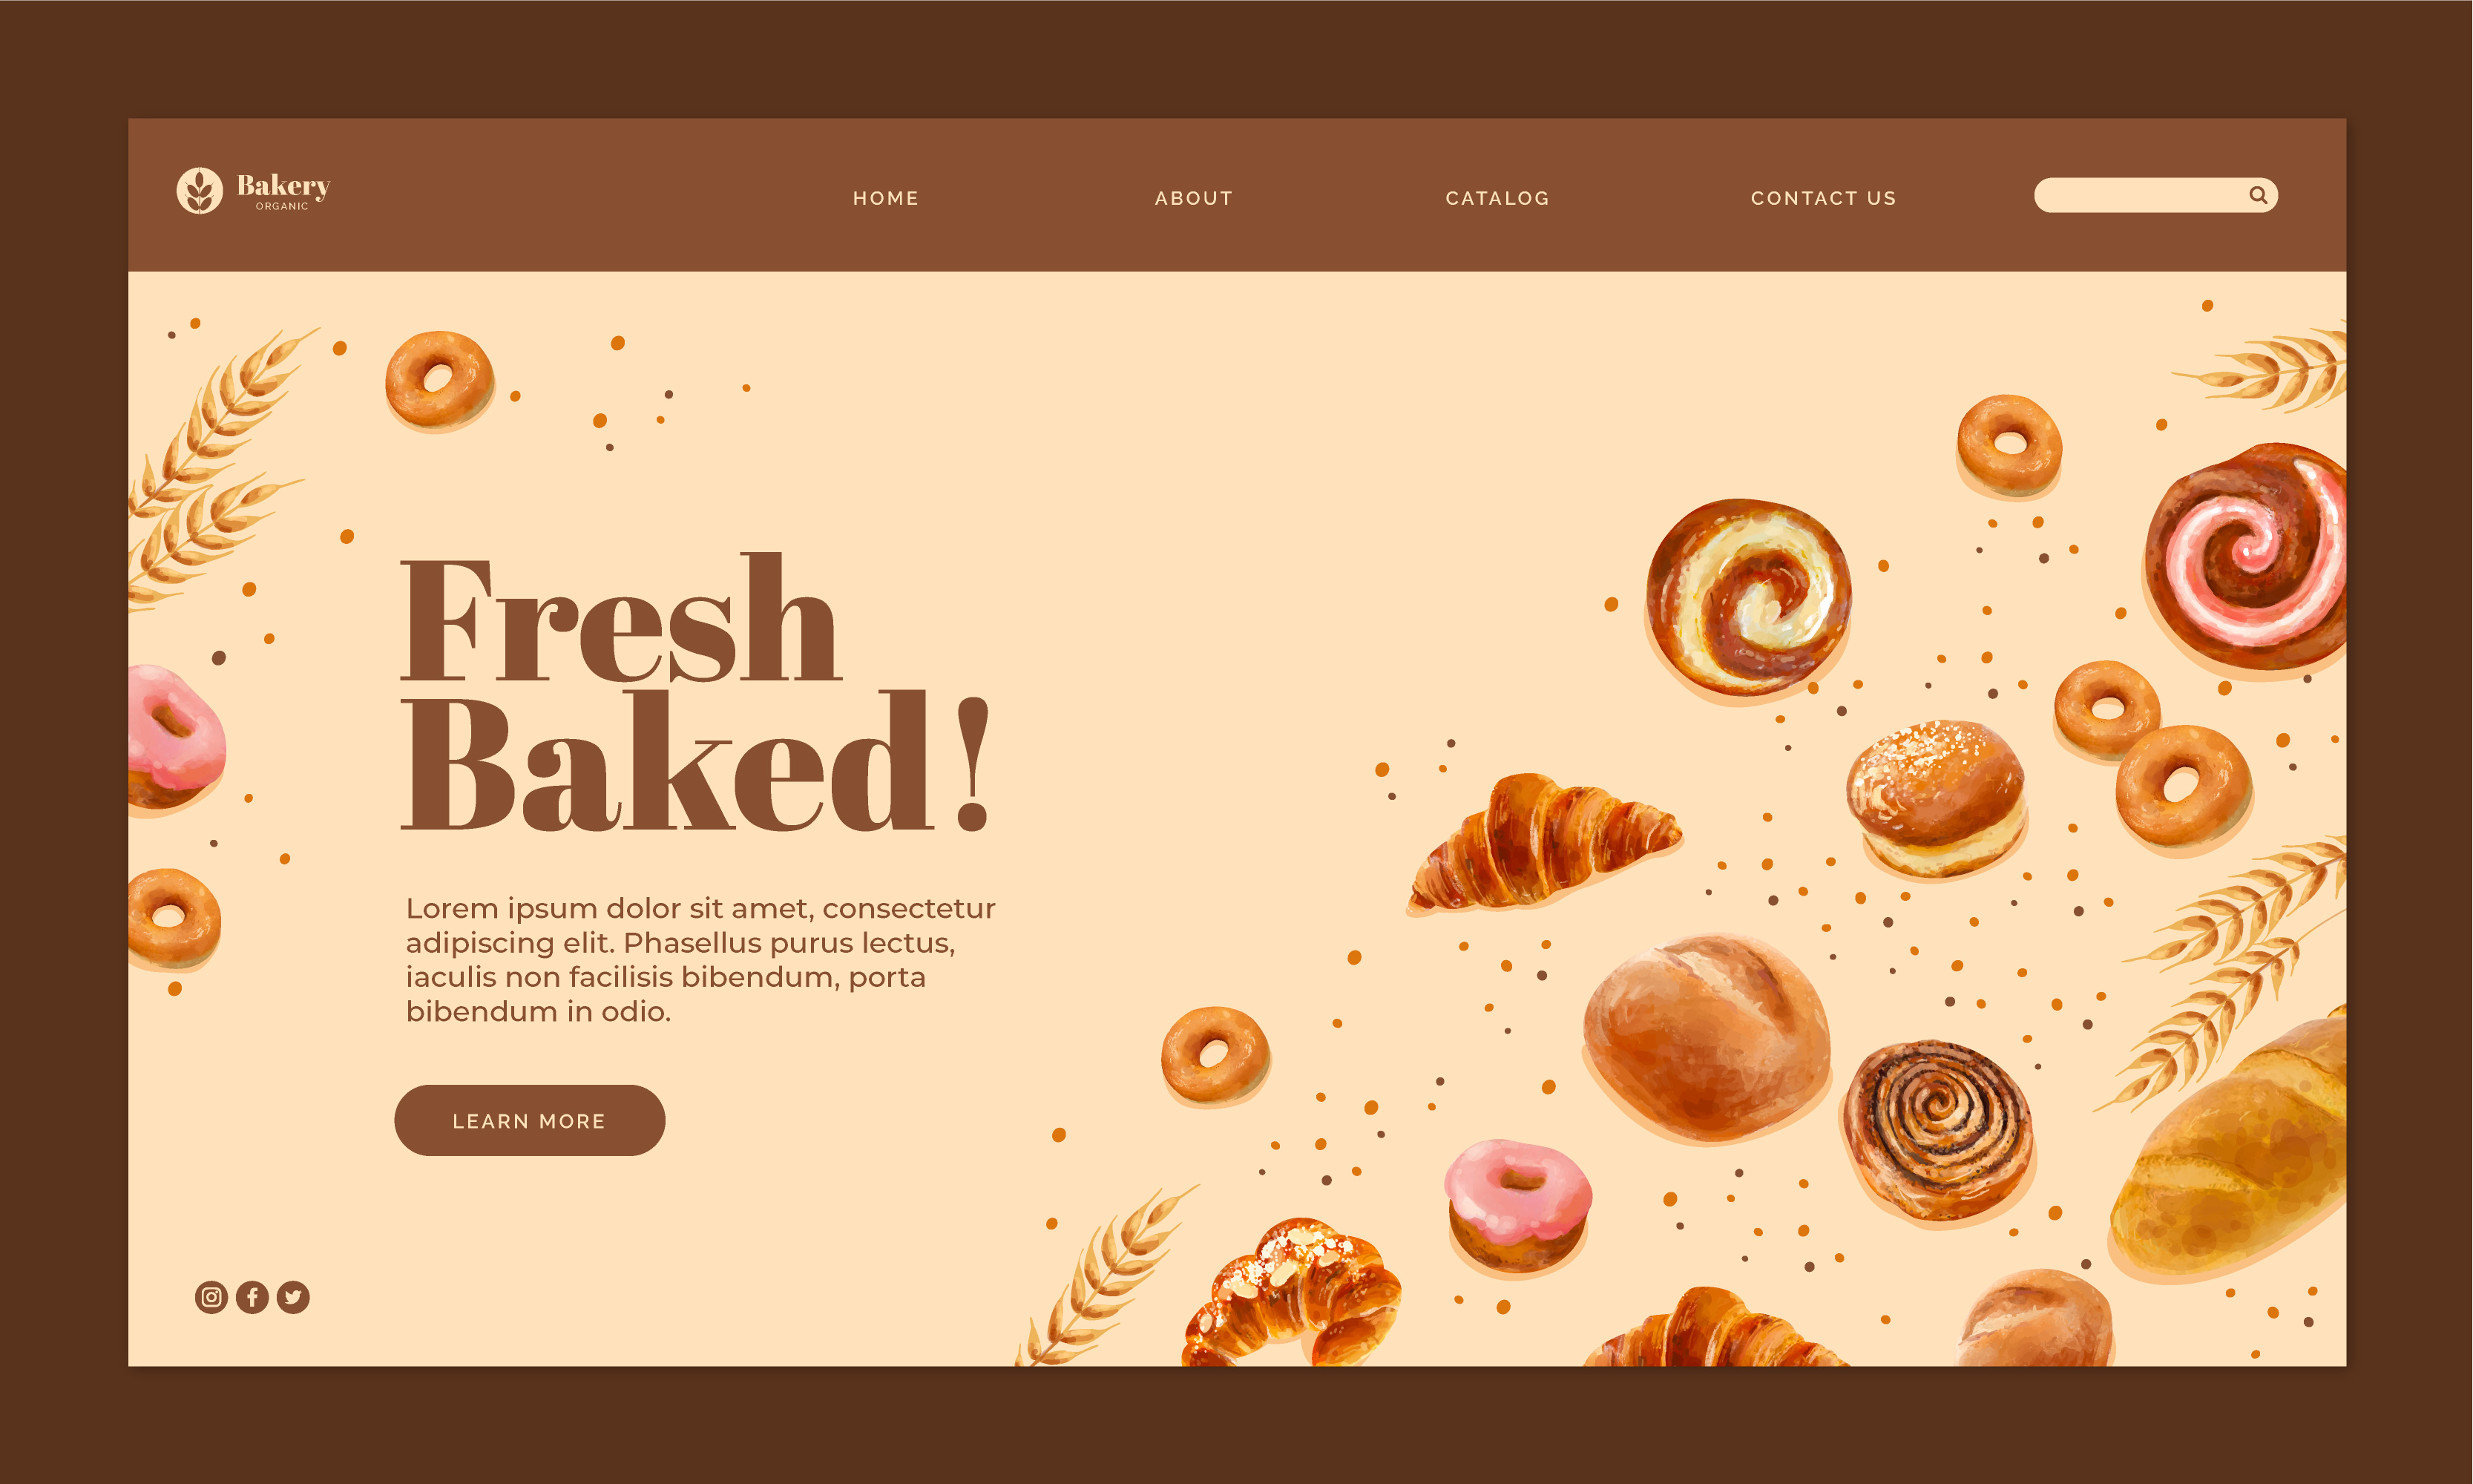 Bakery
ORGANIC
HOME
ABOUT
CATALOG
CONTACT US
Fresh
Baked!
Lorem ipsum dolor sit amet, consectetur
adipiscing elit. Phasellus purus lectus,
iaculis non facilisis bibendum, porta
bibendum in odio.
LEARN MORE